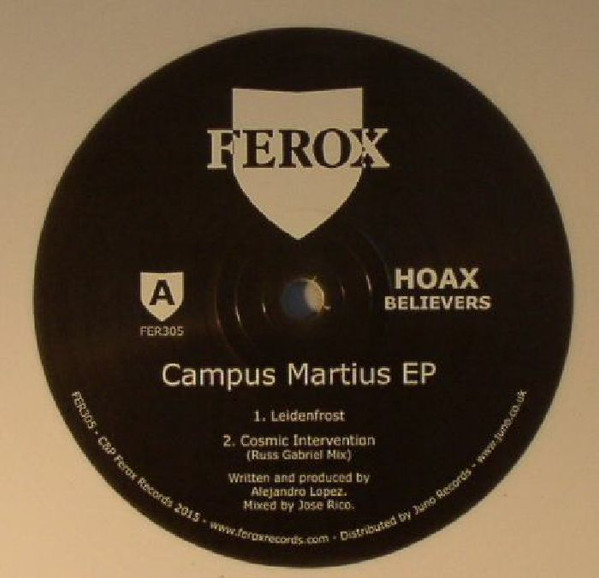 FEROX
A
FER305
HOAX
BELIEVERS
Campus Martius EP
1. Leidenfrost
2. Cosmic Intervention
(Russ Gabriel Mix)
Written and produced by
Alejandro Lopez.
Mixed by Jose Rico.
FER305 - C&P Ferox Records 2015 - www.feroxrecords.com - Distributed by Juno Records - www.juno.co.uk